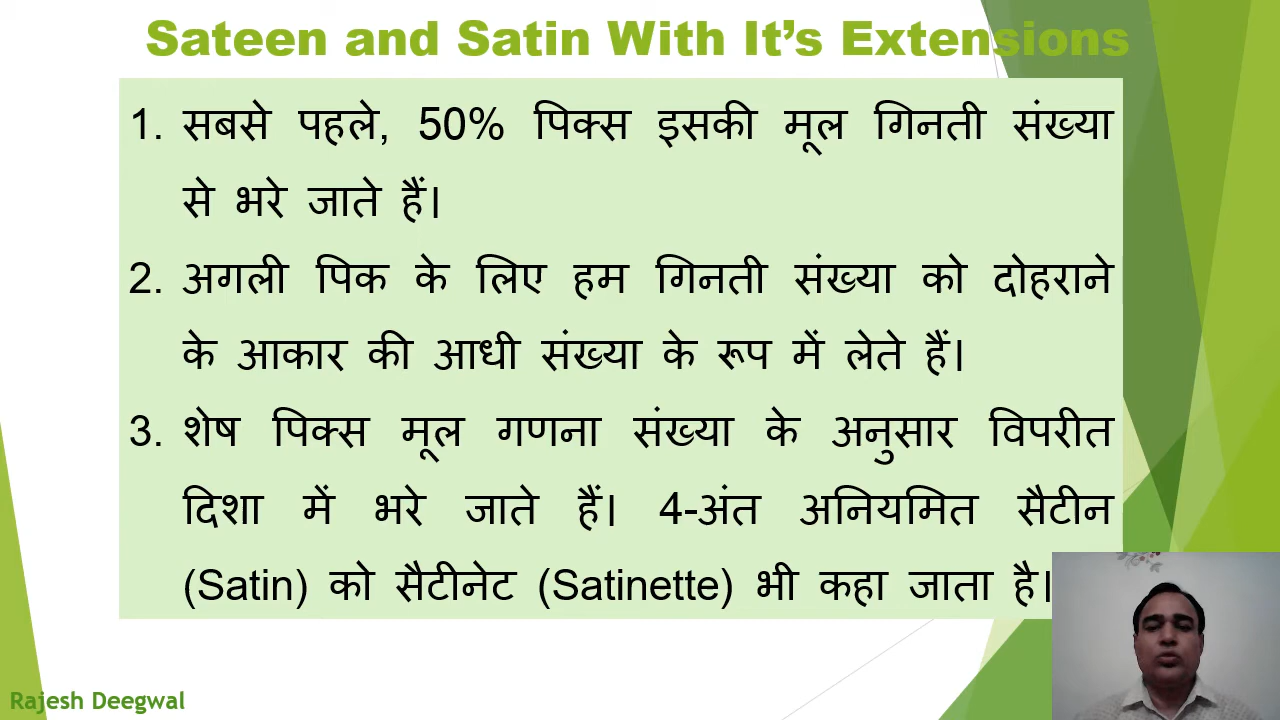 Sateen and Satin With It’s Extensions
1. सबसे पहले, 50% पिक्स इसकी मूल गिनती संख्या
से भरे जाते हैं।
2. अगली पिक के लिए हम गिनती संख्या को दोहराने
के आकार की आधी संख्या के रूप में लेते हैं।
3. शेष पिक्स मूल गणना संख्या के अनुसार विपरीत
दिशा में भरे जाते हैं। 4-अंत अनियमित सैटीन
(Satin) को सैटीनेट (Satinette) भी कहा जाता है।
Rajesh Deegwal